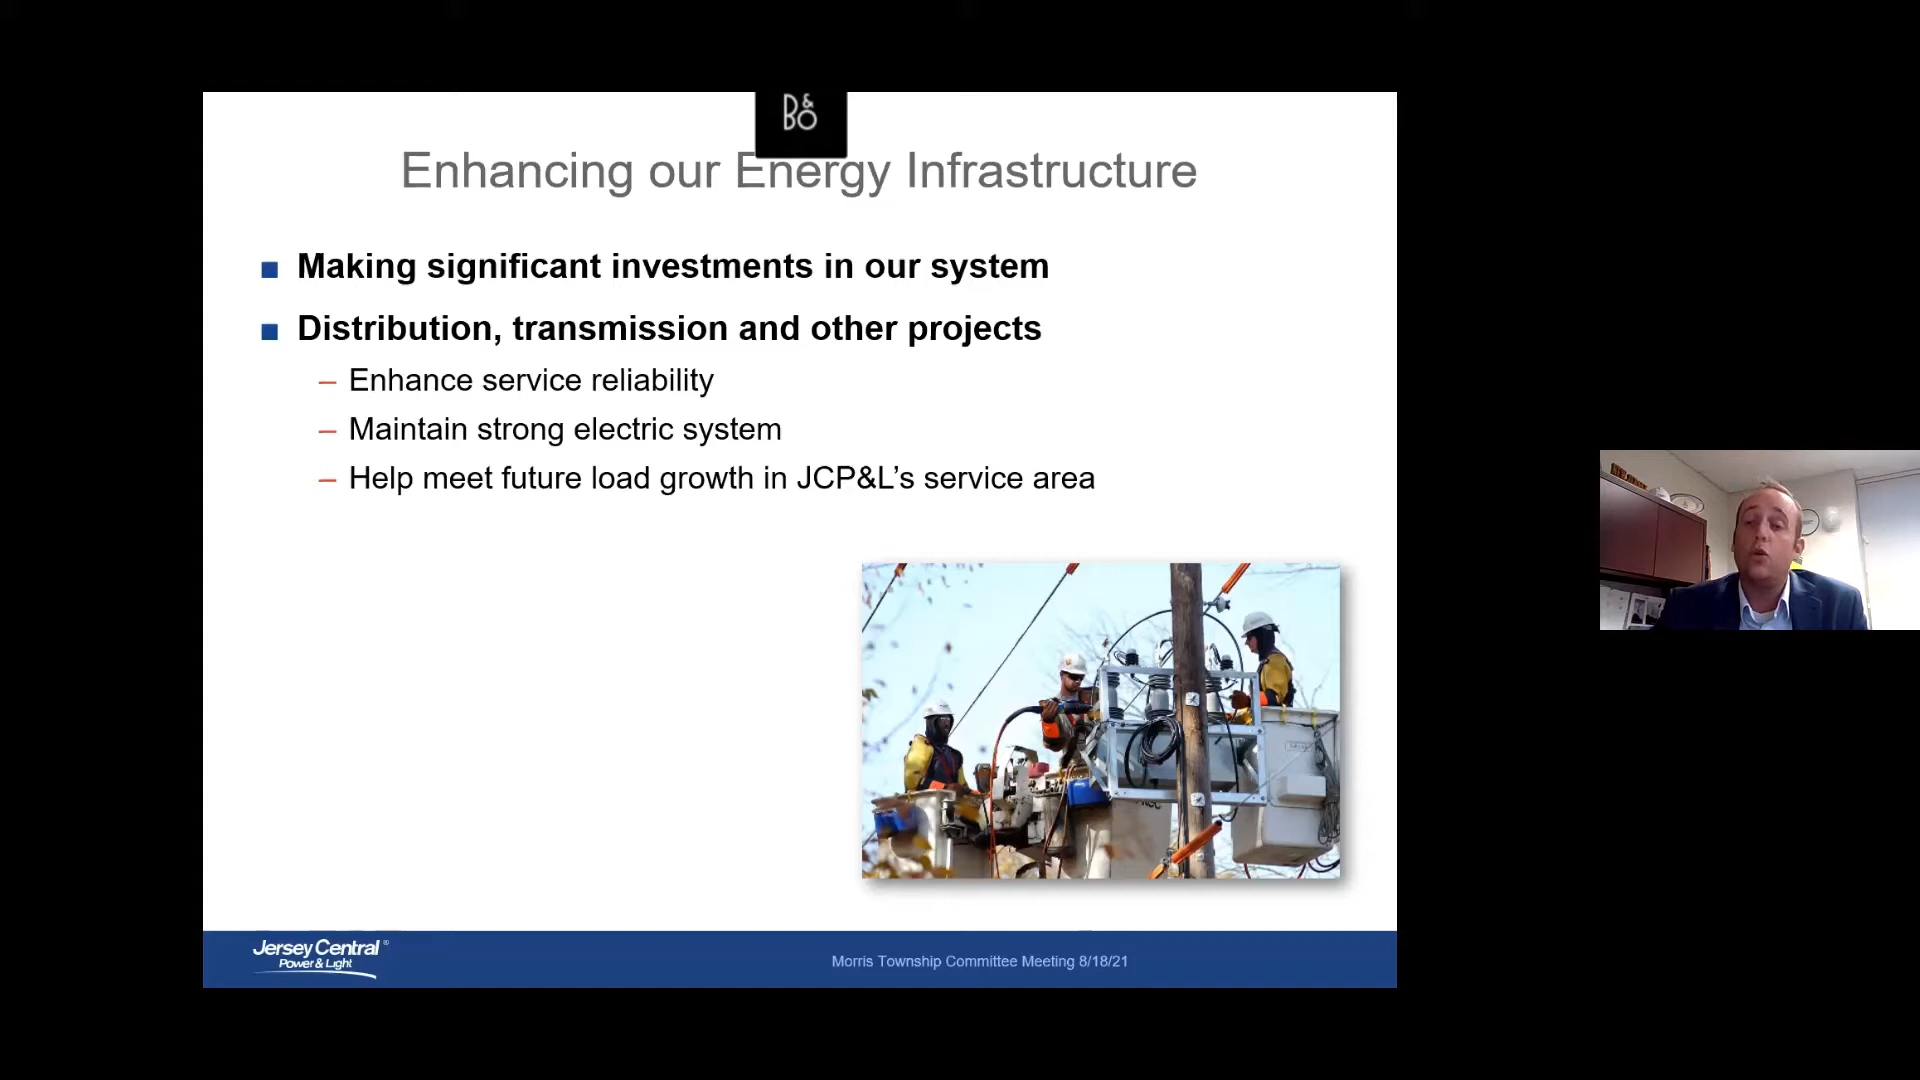 B&O
Enhancing our Energy Infrastructure
Making significant investments in our system
Distribution, transmission and other projects
– Enhance service reliability
– Maintain strong electric system
– Help meet future load growth in JCP&L’s service area
Jersey Central®
Power & Light
Morris Township Committee Meeting 8/18/21